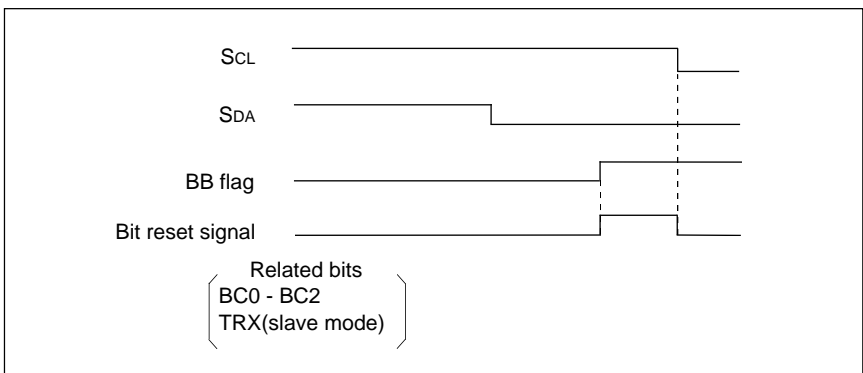 SCL
SDA
BB flag
Bit reset signal
Related bits
BC0 - BC2
TRX(slave mode)